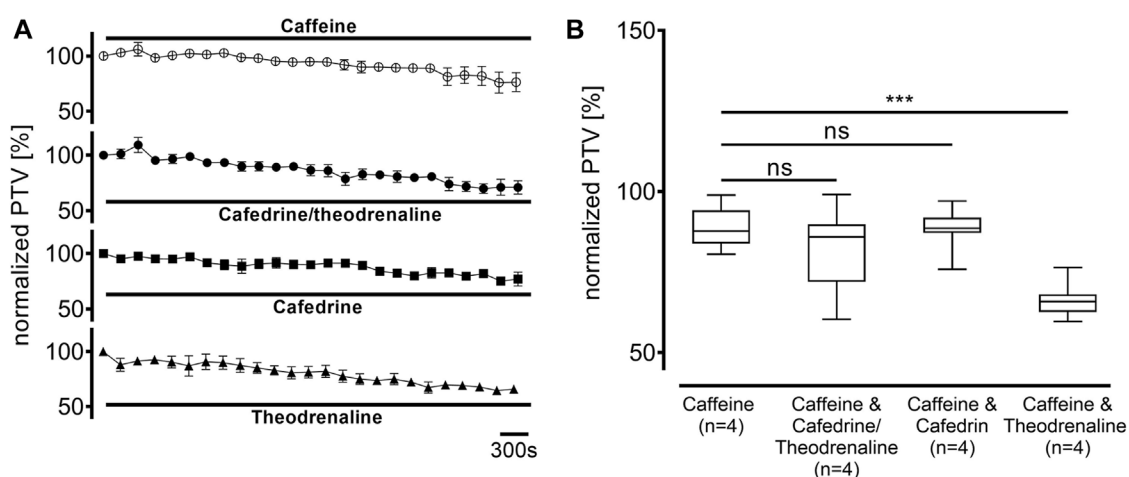 A
normalized PTV [%]
Caffeine
100
50
100
50
Cafedrine/theodrenaline
100
50
Cafedrine
100
50
Theodrenaline
300s
B
normalized PTV [%]
150
100
50
***
ns
ns
Caffeine
(n=4)
Caffeine &
Cafedrine/
Theodrenaline
(n=4)
Caffeine &
Cafedrin
(n=4)
Caffeine &
Theodrenaline
(n=4)